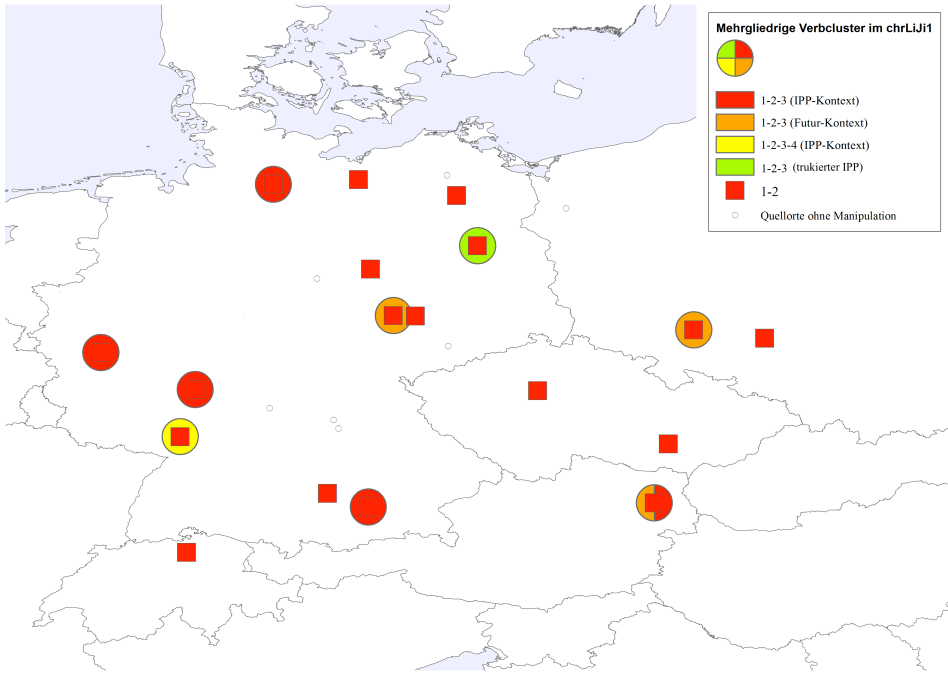 Mehrgliedrige Verbcluster im chrLiJi1
1-2-3 (IPP-Kontext)
1-2-3 (Futur-Kontext)
1-2-3-4 (IPP-Kontext)
1-2-3 (trukierter IPP)
1-2
Quellorte ohne Manipulation